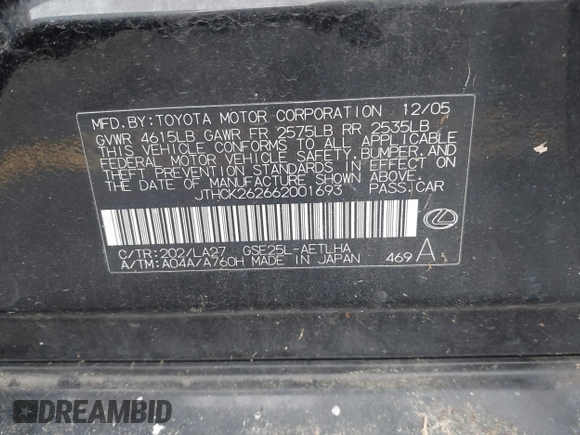 MFD.BY:TOYOTA MOTOR CORPORATION 12/05
GVWR 4615LB GAWR FR 2575LB RR 2535LB
THIS VEHICLE CONFORMS TO ALL APPLICABLE
FEDERAL MOTOR VEHICLE SAFETY,BUMPER,AND
THEFT PREVENTION STANDARDS IN EFFECT ON
THE DATE OF MANUFACTURE SHOWN ABOVE.
JTHCK262662001693 PASS.CAR
C/TR:202/LA27 GSE25L-AETLHA
A/TM:A04A/A760H MADE IN JAPAN 469 A
DREAMBID